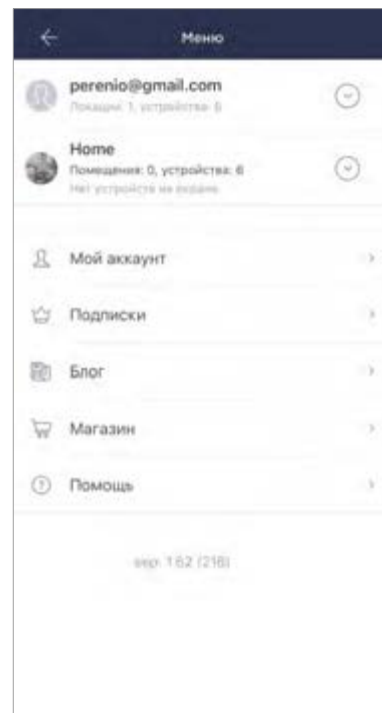 Меню
perenio@gmail.com
Локации: 1, устройства: 6
Home
Помещения: 0, устройства: 6
Нет устройств на экране
Мой аккаунт
Подписки
Блог
Магазин
Помощь
вер. 1.62 (218)